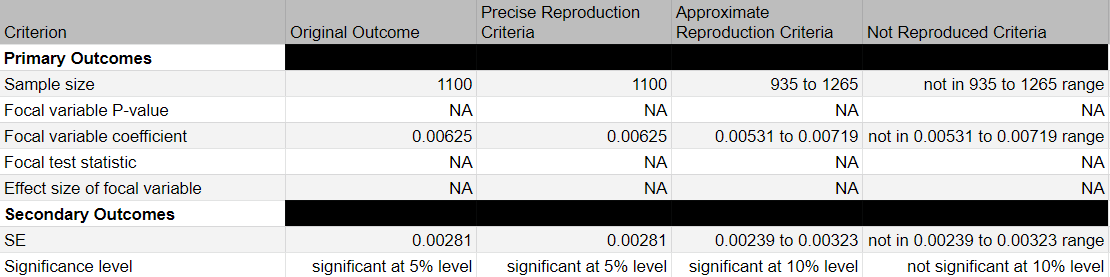 Criterion Original Outcome Precise Reproduction Criteria Approximate Reproduction Criteria Not Reproduced Criteria
Primary Outcomes
Sample size 1100 1100 935 to 1265 not in 935 to 1265 range
Focal variable P-value NA NA NA NA
Focal variable coefficient 0.00625 0.00625 0.00531 to 0.00719 not in 0.00531 to 0.00719 range
Focal test statistic NA NA NA NA
Effect size of focal variable NA NA NA NA
Secondary Outcomes
SE 0.00281 0.00281 0.00239 to 0.00323 not in 0.00239 to 0.00323 range
Significance level significant at 5% level significant at 5% level significant at 10% level not significant at 10% level